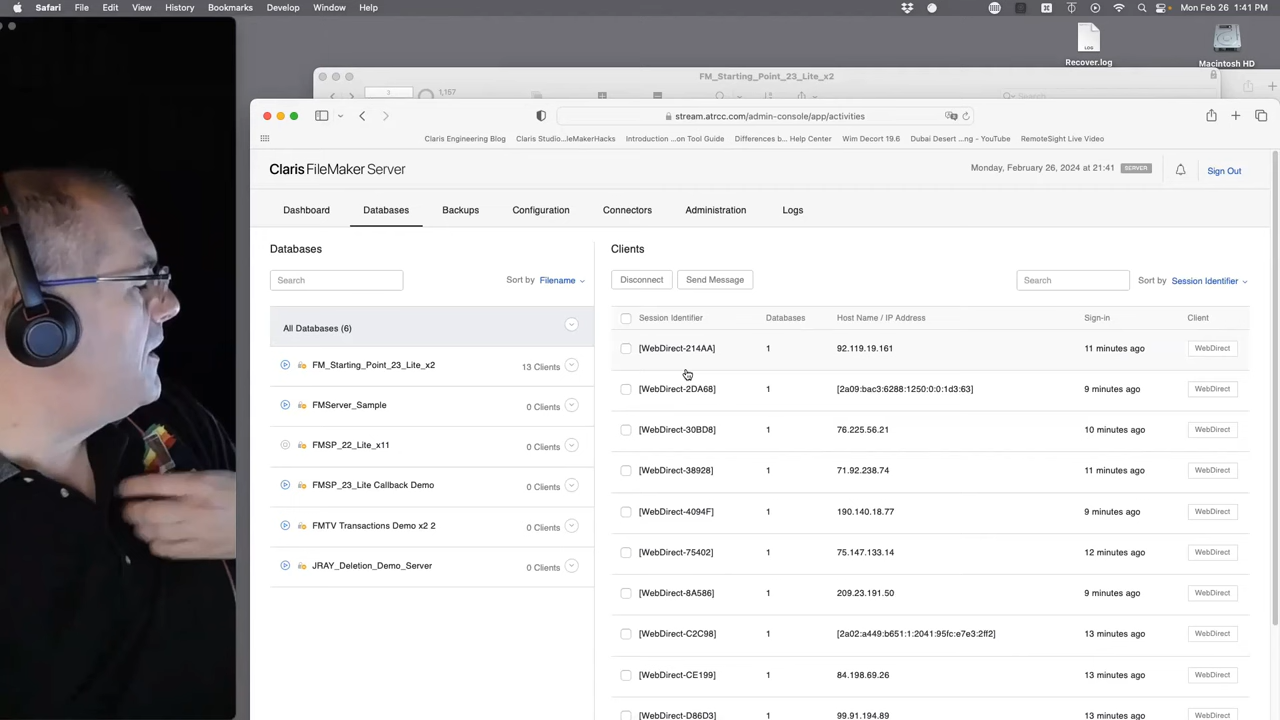 Safari File Edit View History Bookmarks Develop Window Help Mon Feb 26 1:41 PM
LOG
Recover.log
Macintosh HD
FM_Starting_Point_23_Lite_x2
3 1,157
Search
stream.atrcc.com/admin-console/app/activities
Claris Engineering Blog Claris Studio...leMakerHacks Introduction ...on Tool Guide Differences b... Help Center Wim Decort 19.6 Dubai Desert ...ng - YouTube RemoteSight Live Video
Claris FileMaker Server
Monday, February 26, 2024 at 21:41 SERVER Sign Out
Dashboard Databases Backups Configuration Connectors Administration Logs
Databases
Search Sort by Filename
All Databases (6)
FM_Starting_Point_23_Lite_x2 13 Clients
FMServer_Sample 0 Clients
FMSP_22_Lite_x11 0 Clients
FMSP_23_Lite Callback Demo 0 Clients
FMTV Transactions Demo x2 2 0 Clients
JRAY_Deletion_Demo_Server 0 Clients
Clients
Disconnect Send Message Search Sort by Session Identifier
Session Identifier Databases Host Name / IP Address Sign-in Client
[WebDirect-214AA] 1 92.119.19.161 11 minutes ago WebDirect
[WebDirect-2DA68] 1 [2a09:bac3:6288:1250:0:0:1d3:63] 9 minutes ago WebDirect
[WebDirect-30BD8] 1 76.225.56.21 10 minutes ago WebDirect
[WebDirect-38928] 1 71.92.238.74 11 minutes ago WebDirect
[WebDirect-4094F] 1 190.140.18.77 9 minutes ago WebDirect
[WebDirect-75402] 1 75.147.133.14 12 minutes ago WebDirect
[WebDirect-8A586] 1 209.23.191.50 9 minutes ago WebDirect
[WebDirect-C2C98] 1 [2a02:a449:b651:1:2041:95fc:e7e3:2ff2] 13 minutes ago WebDirect
[WebDirect-CE199] 1 84.198.69.26 13 minutes ago WebDirect
[WebDirect-D86D3] 1 99.91.194.89 13 minutes ago WebDirect